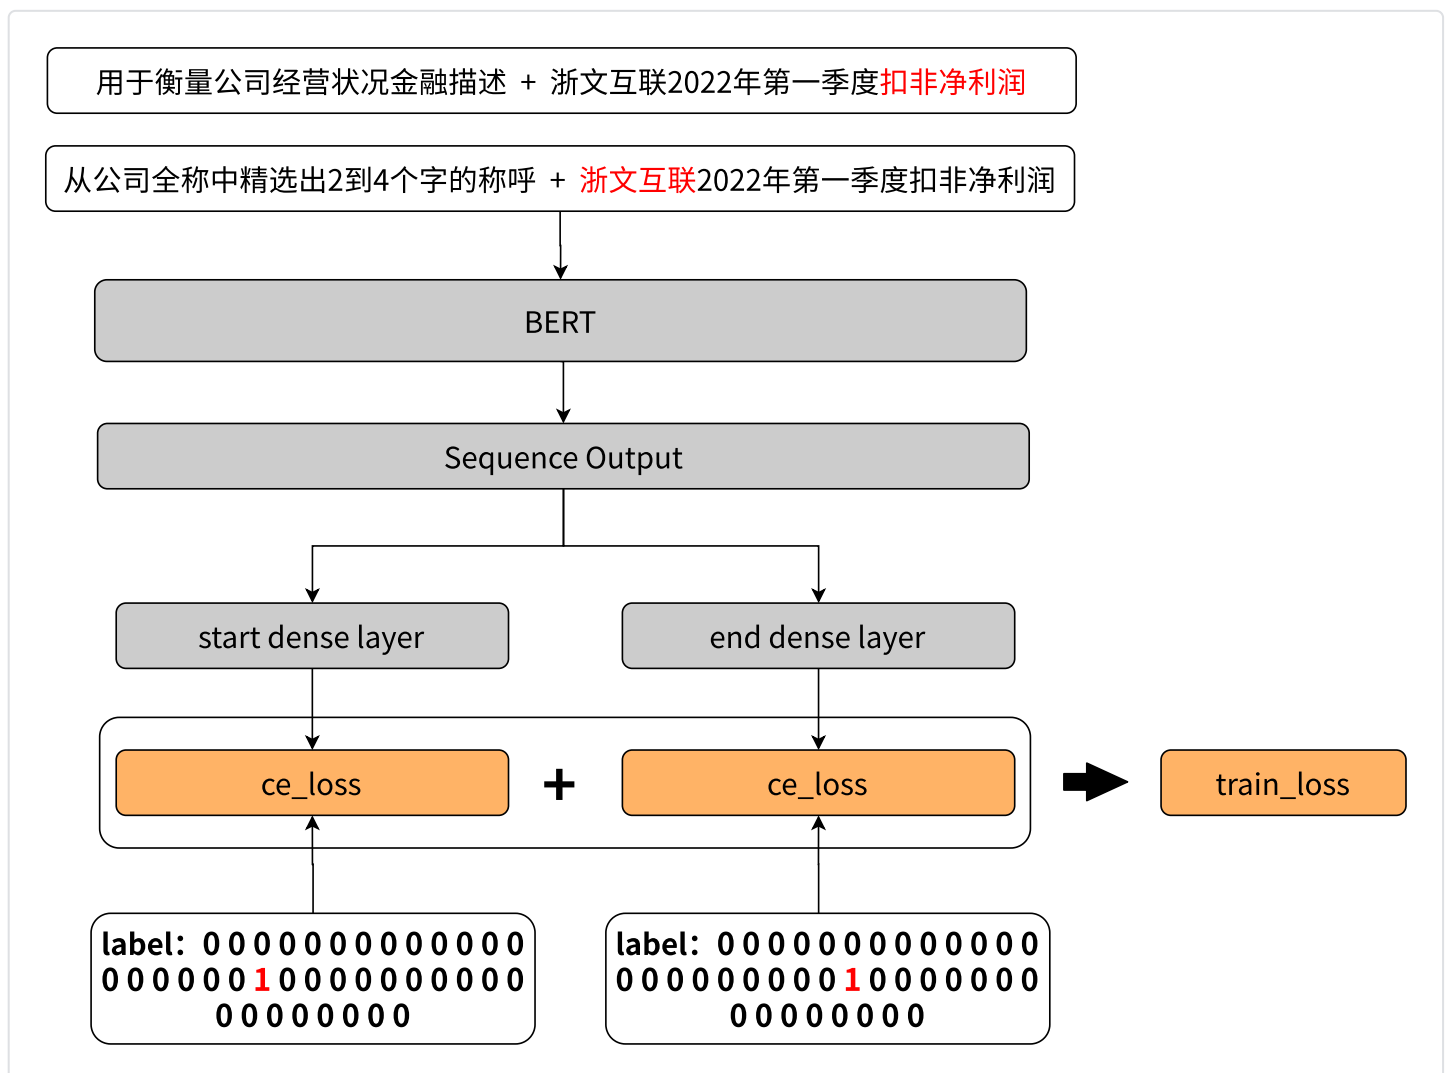 用于衡量公司经营状况金融描述 + 浙文互联2022年第一季度扣非净利润
从公司全称中精选出2到4个字的称呼 + 浙文互联2022年第一季度扣非净利润
BERT
Sequence Output
start dense layer
end dense layer
ce_loss
+
ce_loss
train_loss
label：0 0 0 0 0 0 0 0 0 0 0 0 0
0 0 0 0 0 0 1 0 0 0 0 0 0 0 0 0 0
0 0 0 0 0 0 0 0
label：0 0 0 0 0 0 0 0 0 0 0 0 0
0 0 0 0 0 0 0 0 0 1 0 0 0 0 0 0 0
0 0 0 0 0 0 0 0